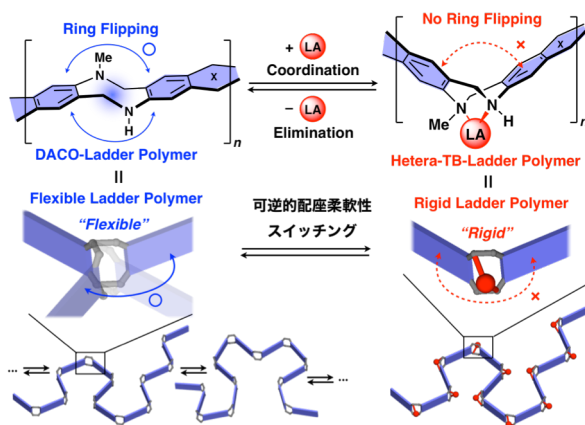 Ring Flipping
Me
N
X
N
H
n
DACO-Ladder Polymer
+ LA
Coordination
− LA
Elimination
No Ring Flipping
×
X
N
N
Me
H
LA
n
Hetera-TB-Ladder Polymer
=
=
Flexible Ladder Polymer
"Flexible"
可逆的配座柔軟性
スイッチング
Rigid Ladder Polymer
"Rigid"
×
...
...